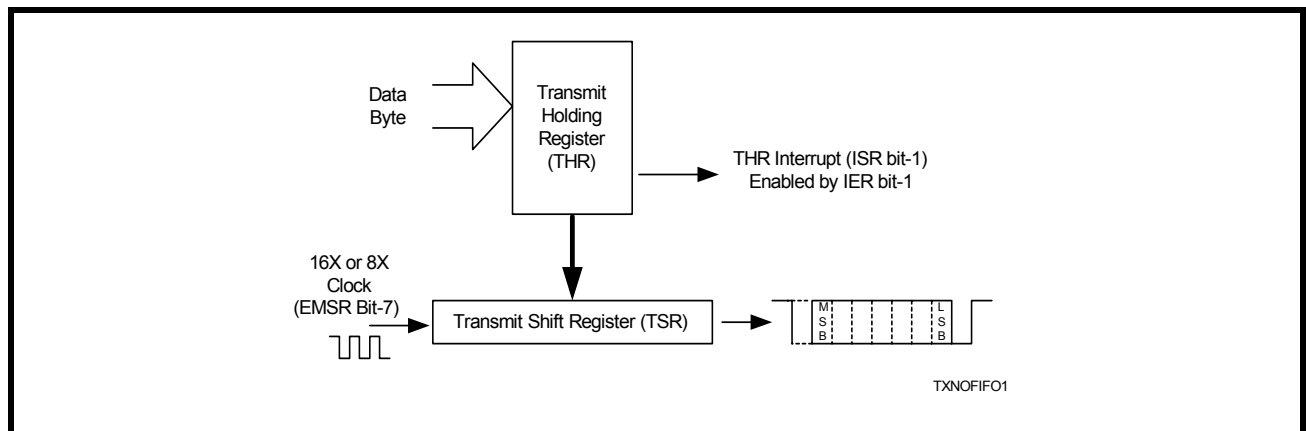 Data
Byte
Transmit
Holding
Register
(THR)
THR Interrupt (ISR bit-1)
Enabled by IER bit-1
16X or 8X
Clock
(EMSR Bit-7)
Transmit Shift Register (TSR)
M
S
B
L
S
B
TXNOFIFO1